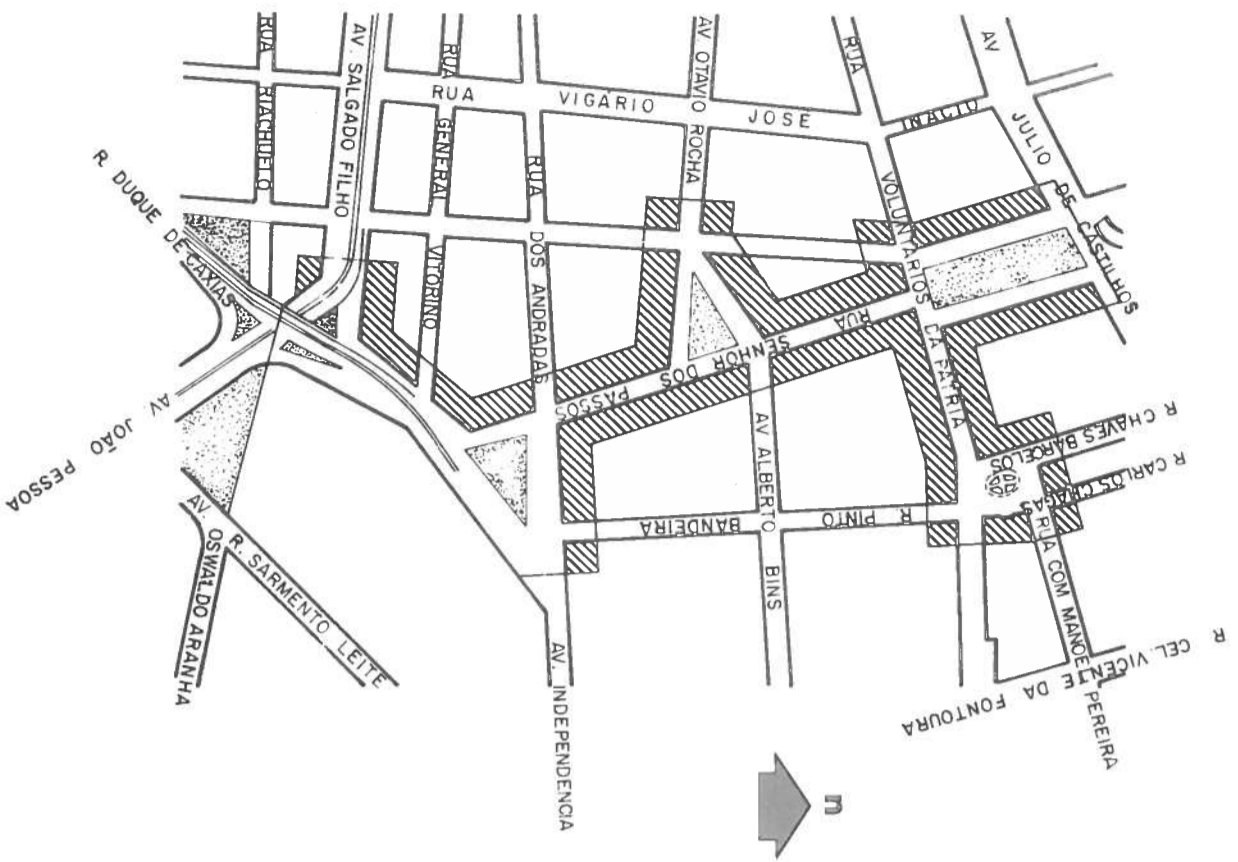 RUA RIACHUELO
AV. SALGADO FILHO
RUA GENERAL VITORINO
RUA DOS ANDRADAS
AV. OTAVIO ROCHA
RUA VOLUNTÁRIOS DA PATRIA
AV JULIO DE CASTILHOS
RUA VIGÁRIO JOSÉ INACIO
R. DUQUE DE CAXIAS
RUA SENHOR DOS PASSOS
AV JOÃO PESSOA
AV. OSWALDO ARANHA
R. SARMENTO LEITE
AV. INDEPENDENCIA
AV ALBERTO BINS
R PINTO BANDEIRA
R CHAVES BARCELOS
R CARLOS CHAGAS
RUA COM MANOEL PEREIRA
R CEL. VICENTE DA FONTOURA
n